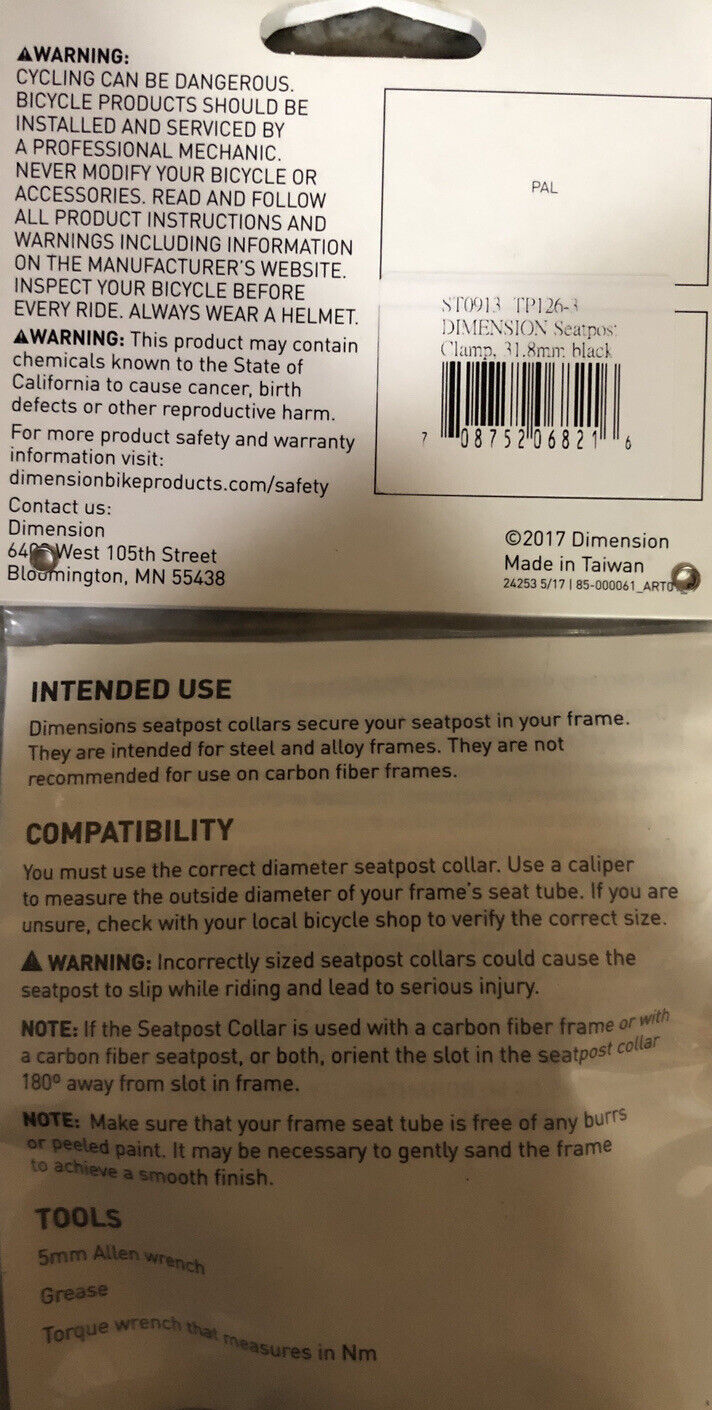 ⚠WARNING:
CYCLING CAN BE DANGEROUS.
BICYCLE PRODUCTS SHOULD BE
INSTALLED AND SERVICED BY
A PROFESSIONAL MECHANIC.
NEVER MODIFY YOUR BICYCLE OR
ACCESSORIES. READ AND FOLLOW
ALL PRODUCT INSTRUCTIONS AND
WARNINGS INCLUDING INFORMATION
ON THE MANUFACTURER'S WEBSITE.
INSPECT YOUR BICYCLE BEFORE
EVERY RIDE. ALWAYS WEAR A HELMET.
⚠WARNING: This product may contain
chemicals known to the State of
California to cause cancer, birth
defects or other reproductive harm.
For more product safety and warranty
information visit:
dimensionbikeproducts.com/safety
Contact us:
Dimension
West 105th Street
Bloomington, MN 55438
PAL
ST0913 TP126-3
DIMENSION Seatpost
Clamp, 31.8mm black
7 08752 06821 6
©2017 Dimension
Made in Taiwan
24253 5/17 | 85-000061_ART
INTENDED USE
Dimensions seatpost collars secure your seatpost in your frame.
They are intended for steel and alloy frames. They are not
recommended for use on carbon fiber frames.
COMPATIBILITY
You must use the correct diameter seatpost collar. Use a caliper
to measure the outside diameter of your frame's seat tube. If you are
unsure, check with your local bicycle shop to verify the correct size.
⚠ WARNING: Incorrectly sized seatpost collars could cause the
seatpost to slip while riding and lead to serious injury.
NOTE: If the Seatpost Collar is used with a carbon fiber frame or with
a carbon fiber seatpost, or both, orient the slot in the seatpost collar
180º away from slot in frame.
NOTE: Make sure that your frame seat tube is free of any burrs
or peeled paint. It may be necessary to gently sand the frame
to achieve a smooth finish.
TOOLS
5mm Allen wrench
Grease
Torque wrench that measures in Nm